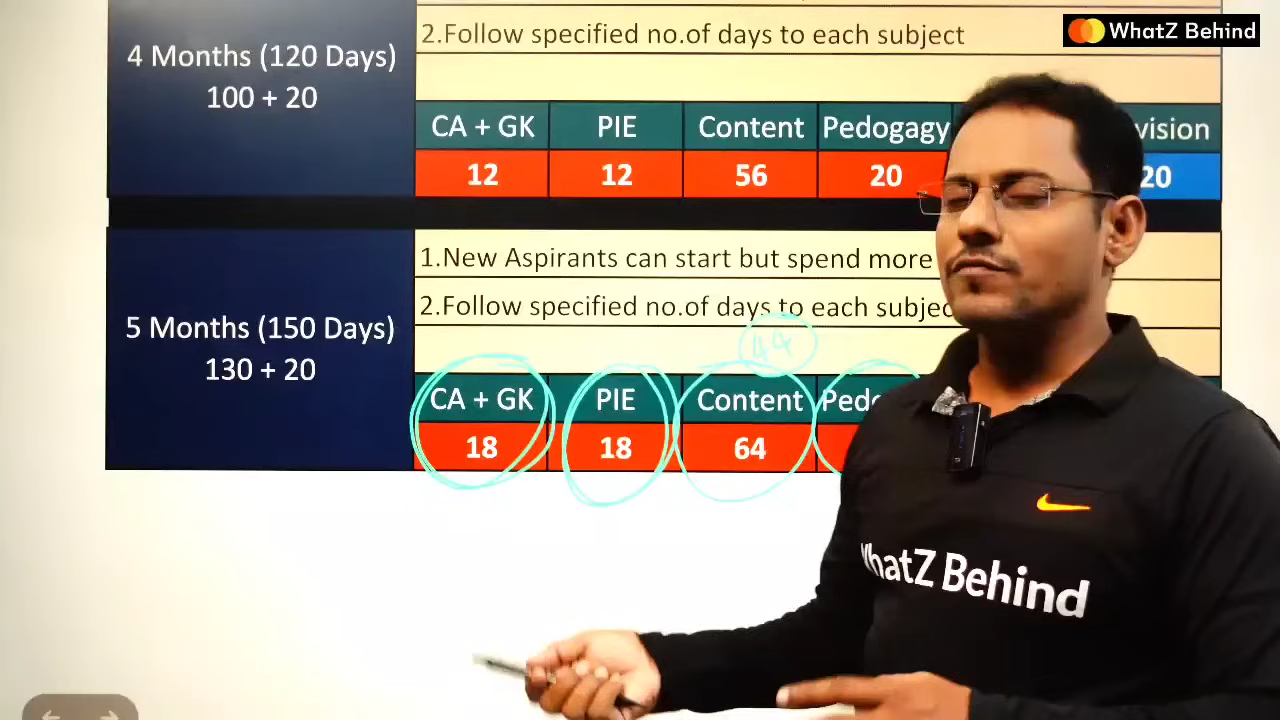 WhatZ Behind
2.Follow specified no.of days to each subject
4 Months (120 Days)
100 + 20
CA + GK PIE Content Pedogagy vision
12 12 56 20 20
1.New Aspirants can start but spend more
5 Months (150 Days)
130 + 20
2.Follow specified no.of days to each subjec
44
CA + GK PIE Content Pedo
18 18 64
WhatZ Behind